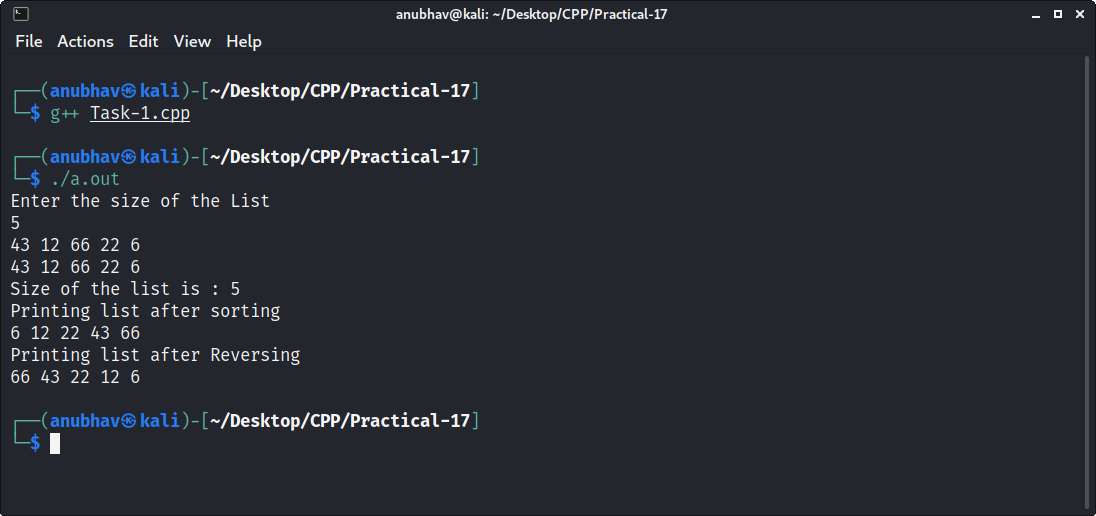 anubhav@kali: ~/Desktop/CPP/Practical-17
File Actions Edit View Help
┌──(anubhav㉿kali)-[~/Desktop/CPP/Practical-17]
└─$ g++ Task-1.cpp
┌──(anubhav㉿kali)-[~/Desktop/CPP/Practical-17]
└─$ ./a.out
Enter the size of the List
5
43 12 66 22 6
43 12 66 22 6
Size of the list is : 5
Printing list after sorting
6 12 22 43 66
Printing list after Reversing
66 43 22 12 6
┌──(anubhav㉿kali)-[~/Desktop/CPP/Practical-17]
└─$